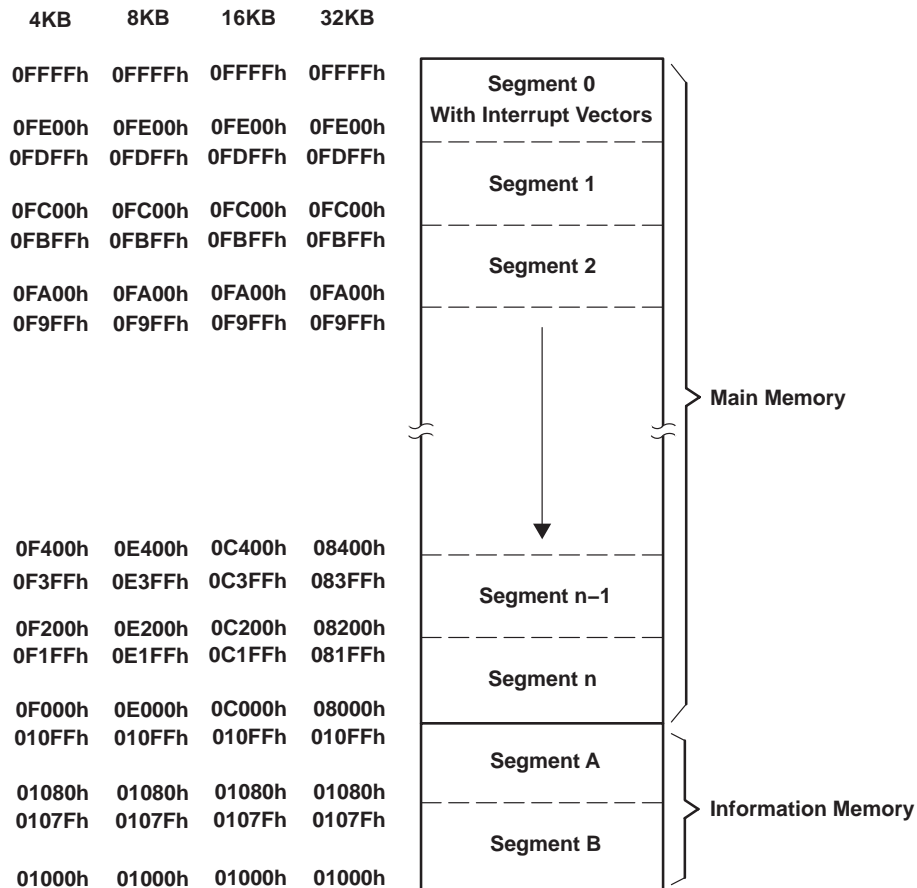 4KB 8KB 16KB 32KB
0FFFFh 0FFFFh 0FFFFh 0FFFFh
Segment 0
With Interrupt Vectors
0FE00h 0FE00h 0FE00h 0FE00h
0FDFFh 0FDFFh 0FDFFh 0FDFFh
Segment 1
0FC00h 0FC00h 0FC00h 0FC00h
0FBFFh 0FBFFh 0FBFFh 0FBFFh
Segment 2
0FA00h 0FA00h 0FA00h 0FA00h
0F9FFh 0F9FFh 0F9FFh 0F9FFh
Main Memory
0F400h 0E400h 0C400h 08400h
0F3FFh 0E3FFh 0C3FFh 083FFh
Segment n–1
0F200h 0E200h 0C200h 08200h
0F1FFh 0E1FFh 0C1FFh 081FFh
Segment n
0F000h 0E000h 0C000h 08000h
010FFh 010FFh 010FFh 010FFh
Segment A
01080h 01080h 01080h 01080h
0107Fh 0107Fh 0107Fh 0107Fh
Information Memory
Segment B
01000h 01000h 01000h 01000h